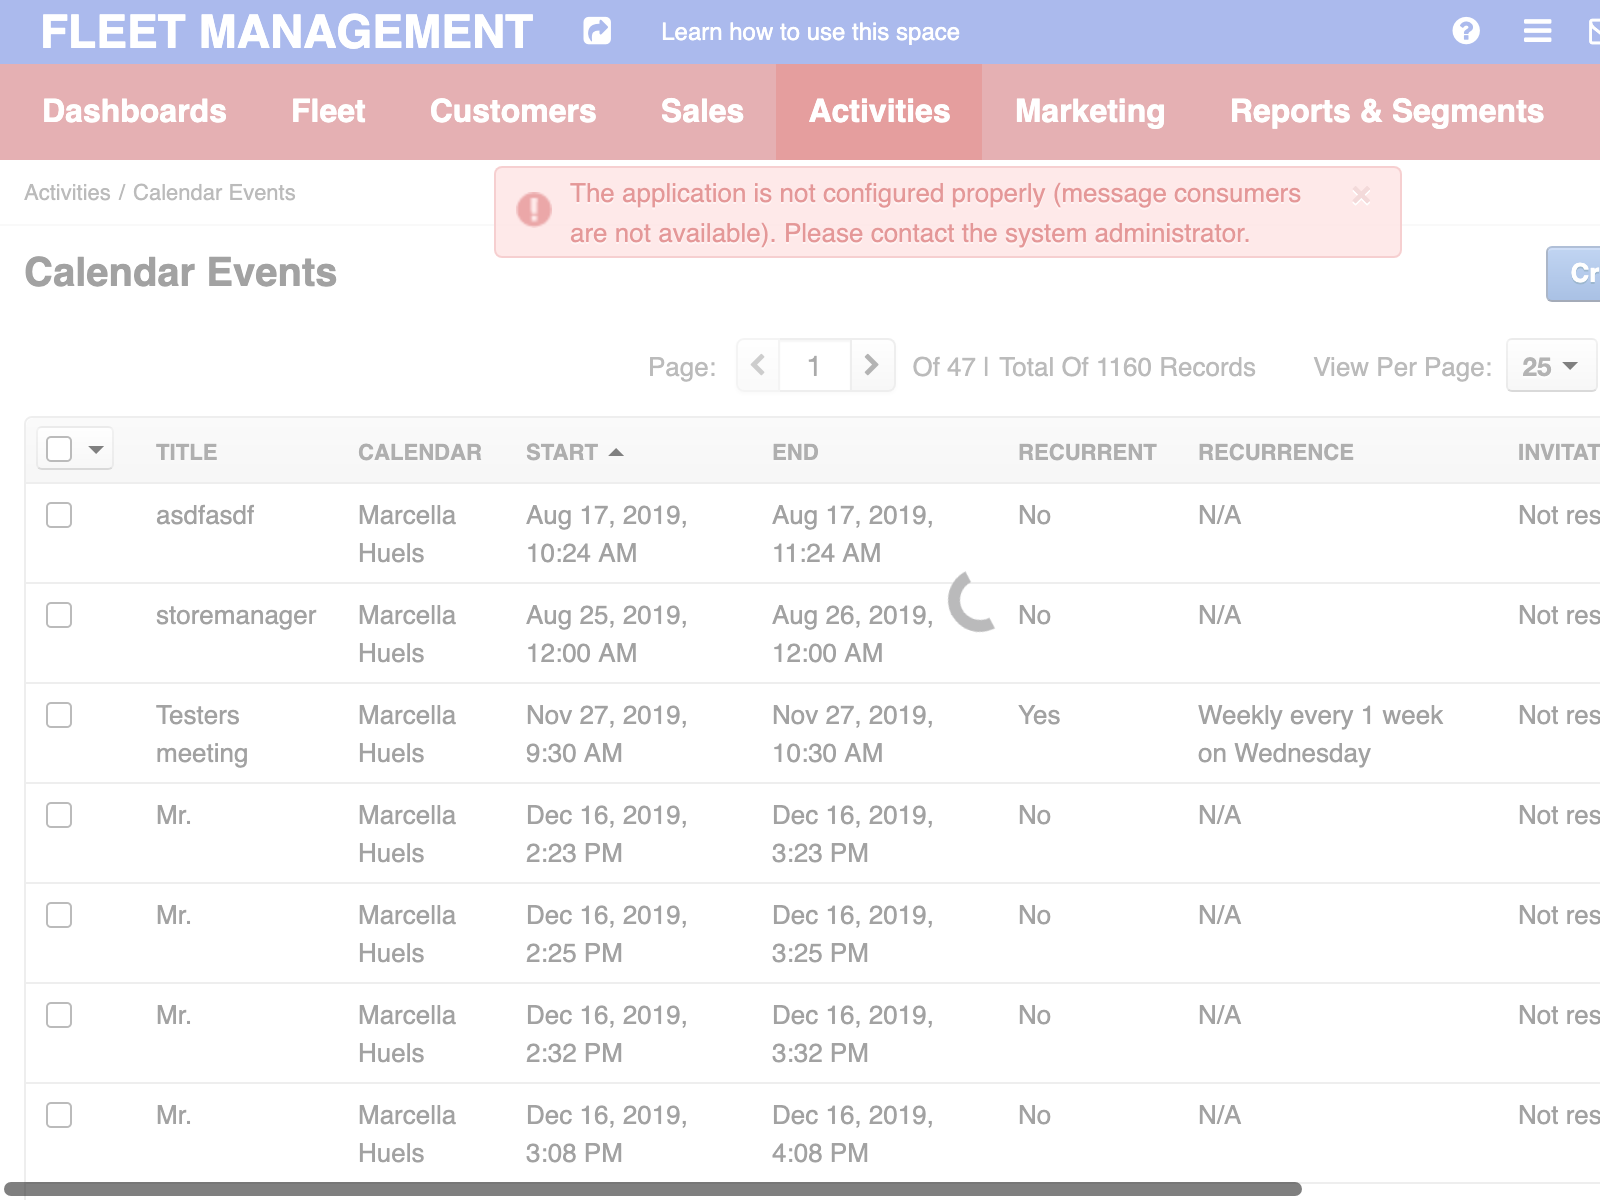 FLEET MANAGEMENT Learn how to use this space
Dashboards Fleet Customers Sales Activities Marketing Reports & Segments
Activities / Calendar Events
The application is not configured properly (message consumers
are not available). Please contact the system administrator.
Calendar Events
Cr
Page: 1 Of 47 | Total Of 1160 Records View Per Page: 25
TITLE CALENDAR START END RECURRENT RECURRENCE INVITAT
asdfasdf Marcella Aug 17, 2019, Aug 17, 2019, No N/A Not res
Huels 10:24 AM 11:24 AM
storemanager Marcella Aug 25, 2019, Aug 26, 2019, No N/A Not res
Huels 12:00 AM 12:00 AM
Testers Marcella Nov 27, 2019, Nov 27, 2019, Yes Weekly every 1 week Not res
meeting Huels 9:30 AM 10:30 AM on Wednesday
Mr. Marcella Dec 16, 2019, Dec 16, 2019, No N/A Not res
Huels 2:23 PM 3:23 PM
Mr. Marcella Dec 16, 2019, Dec 16, 2019, No N/A Not res
Huels 2:25 PM 3:25 PM
Mr. Marcella Dec 16, 2019, Dec 16, 2019, No N/A Not res
Huels 2:32 PM 3:32 PM
Mr. Marcella Dec 16, 2019, Dec 16, 2019, No N/A Not res
Huels 3:08 PM 4:08 PM